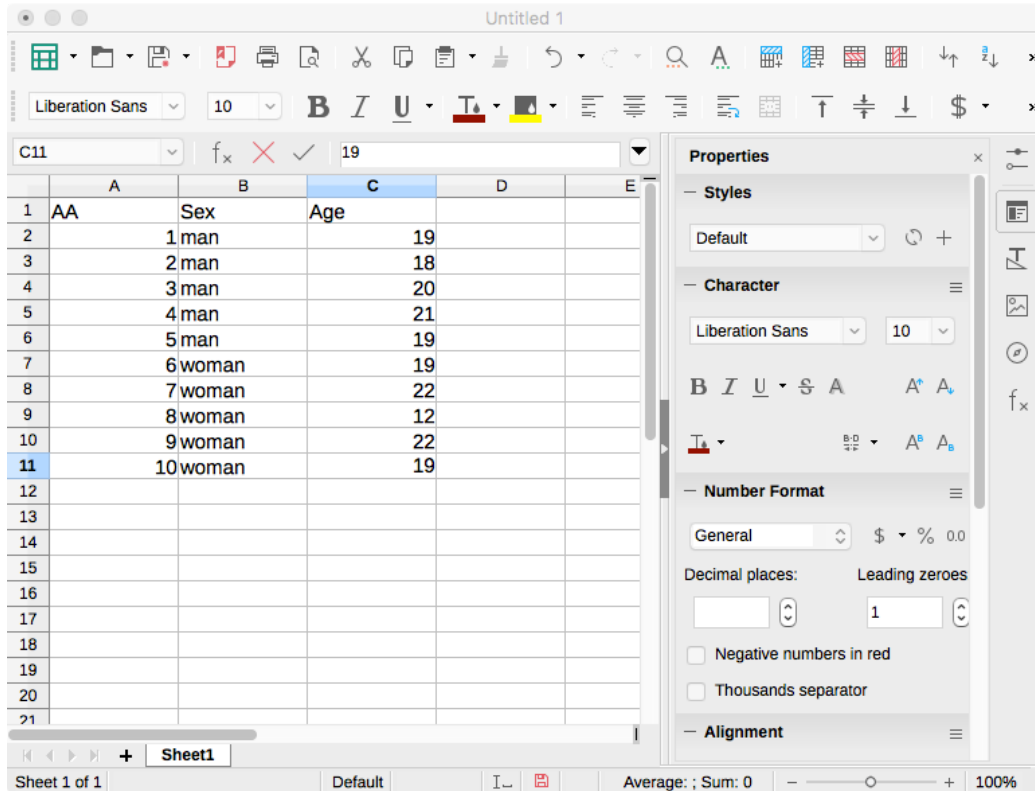 Untitled 1
Liberation Sans 10 B I U $
C11 fx 19
A B C D E
1 AA Sex Age
2 1 man 19
3 2 man 18
4 3 man 20
5 4 man 21
6 5 man 19
7 6 woman 19
8 7 woman 22
9 8 woman 12
10 9 woman 22
11 10 woman 19
12
13
14
15
16
17
18
19
20
21
Sheet1
Sheet 1 of 1 Default Average: ; Sum: 0 100%
Properties
Styles
Default
Character
Liberation Sans 10
B I U S A A A
A A
Number Format
General $ % 0.0
Decimal places: Leading zeroes
1
Negative numbers in red
Thousands separator
Alignment